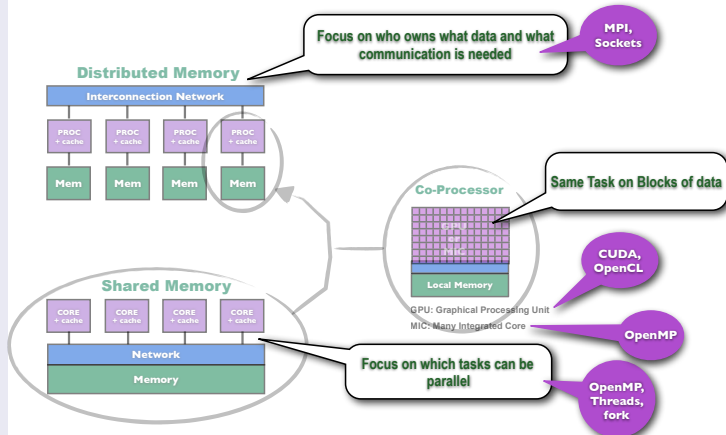 Focus on who owns what data and what
communication is needed
MPI,
Sockets
Distributed Memory
Interconnection Network
PROC
+ cache
PROC
+ cache
PROC
+ cache
PROC
+ cache
Mem
Mem
Mem
Mem
Co-Processor
Same Task on Blocks of data
GPU
or
MIC
Local Memory
CUDA,
OpenCL
GPU: Graphical Processing Unit
MIC: Many Integrated Core
OpenMP
Shared Memory
CORE
+ cache
CORE
+ cache
CORE
+ cache
CORE
+ cache
Network
Memory
Focus on which tasks can be
parallel
OpenMP,
Threads,
fork